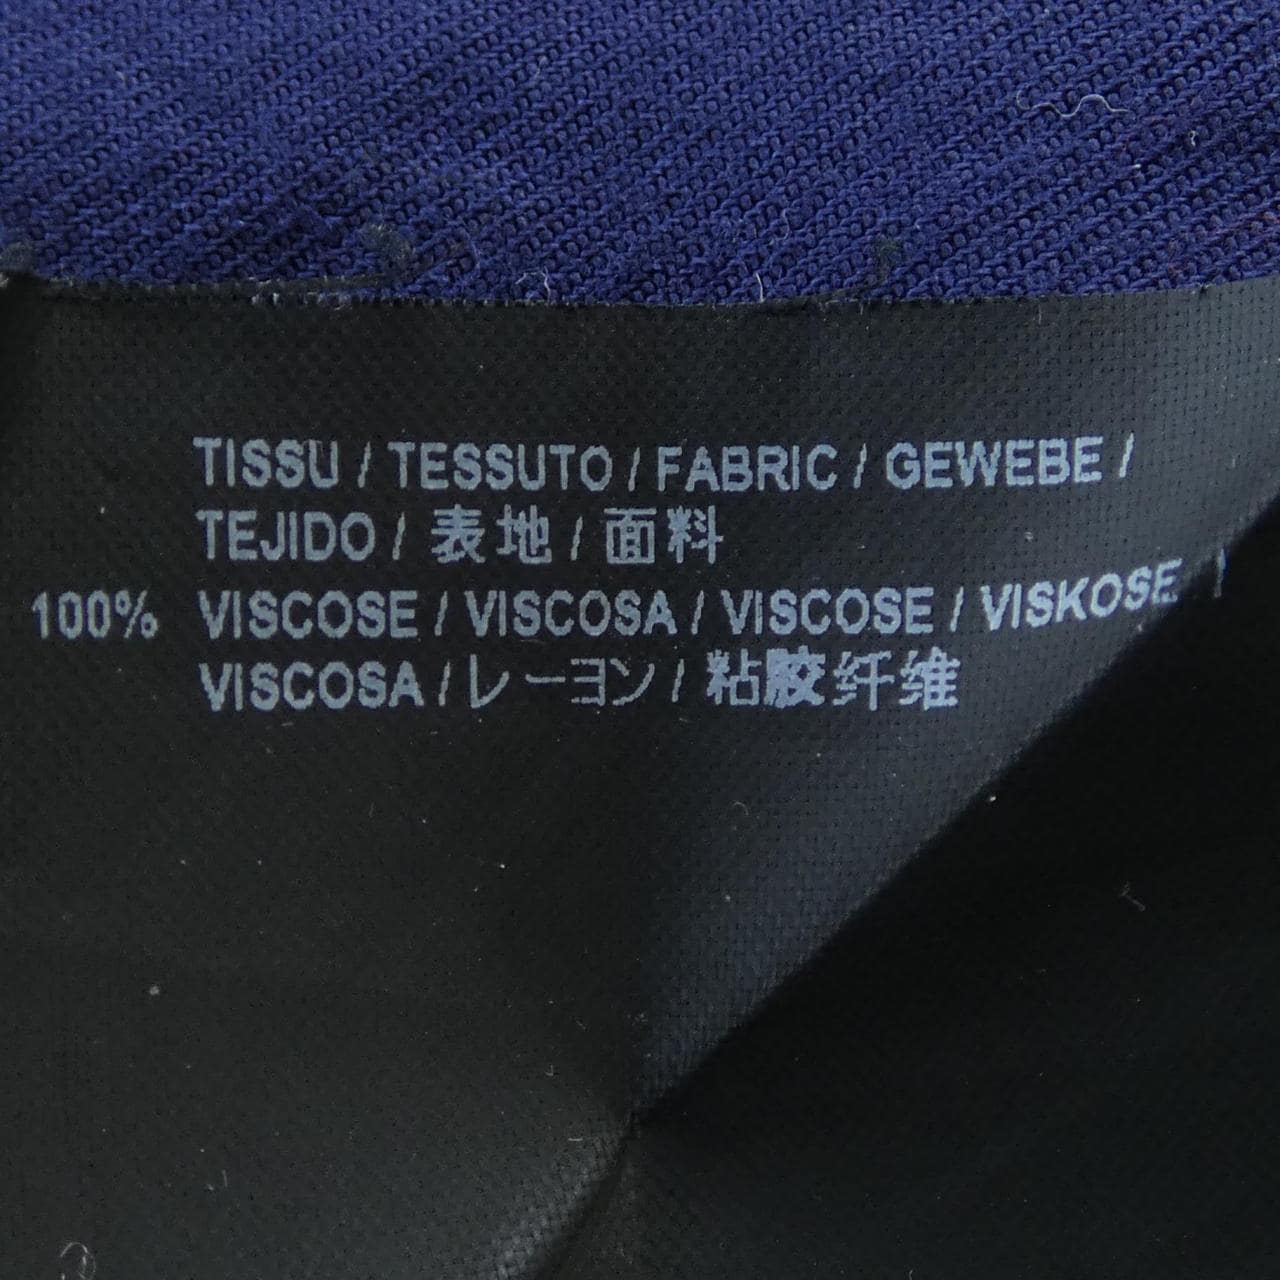 TISSU / TESSUTO / FABRIC / GEWEBE /
TEJIDO / 表地 / 面料
100% VISCOSE / VISCOSA / VISCOSE / VISKOSE /
VISCOSA / レーヨン / 粘胶纤维